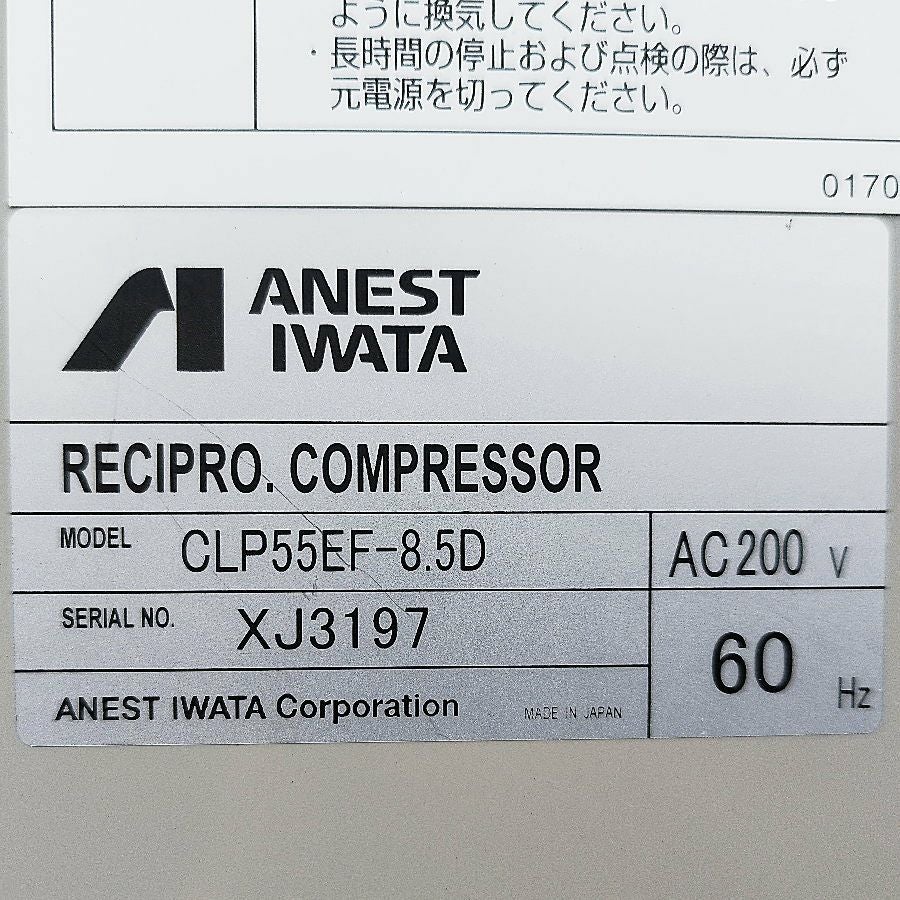 ように換気してください。
・長時間の停止および点検の際は、必ず
元電源を切ってください。
0170
ANEST
IWATA
RECIPRO. COMPRESSOR
MODEL CLP55EF-8.5D AC200 V
SERIAL NO. XJ3197
60 Hz
ANEST IWATA Corporation MADE IN JAPAN